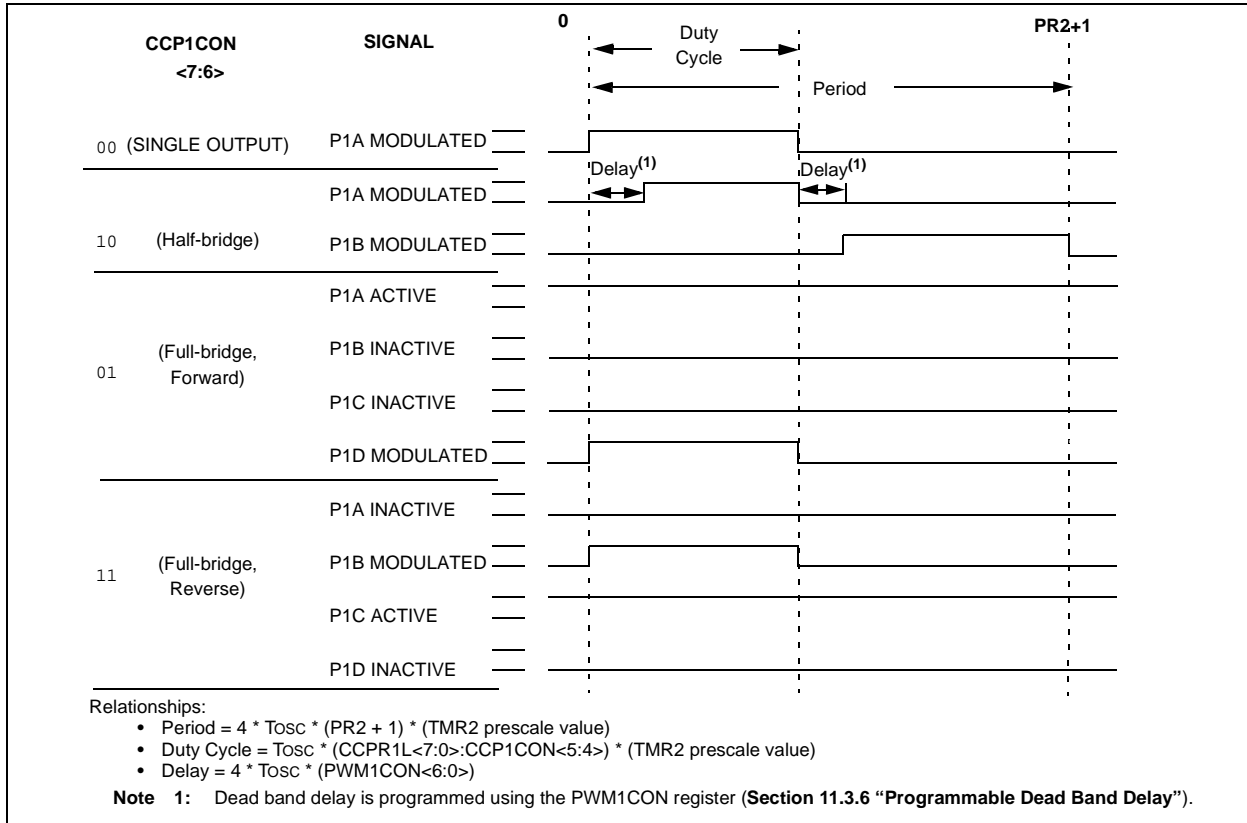 0
PR2+1
CCP1CON
<7:6>
SIGNAL
Duty
Cycle
Period
00 (SINGLE OUTPUT)
P1A MODULATED
Delay(1)
Delay(1)
P1A MODULATED
10 (Half-bridge)
P1B MODULATED
P1A ACTIVE
P1B INACTIVE
01 (Full-bridge,
Forward)
P1C INACTIVE
P1D MODULATED
P1A INACTIVE
P1B MODULATED
11 (Full-bridge,
Reverse)
P1C ACTIVE
P1D INACTIVE
Relationships:
• Period = 4 * TOSC * (PR2 + 1) * (TMR2 prescale value)
• Duty Cycle = TOSC * (CCPR1L<7:0>:CCP1CON<5:4>) * (TMR2 prescale value)
• Delay = 4 * TOSC * (PWM1CON<6:0>)
Note 1: Dead band delay is programmed using the PWM1CON register (Section 11.3.6 “Programmable Dead Band Delay”).